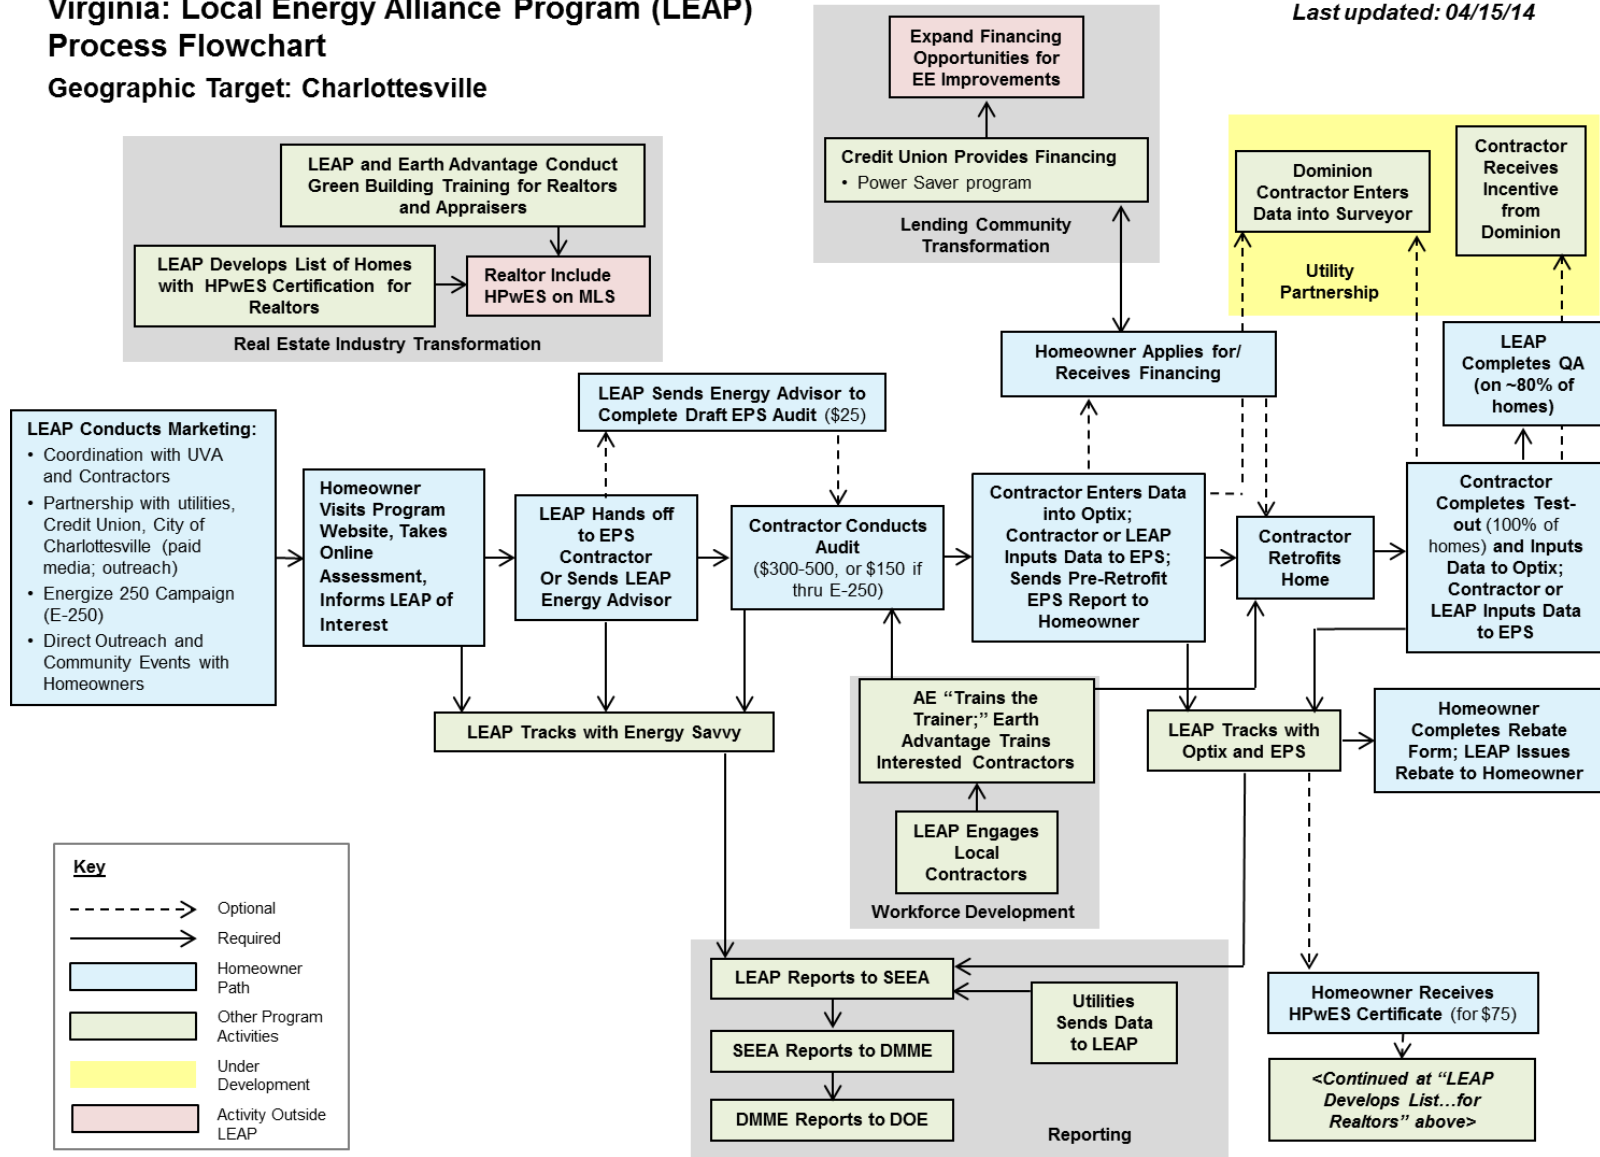 Virginia: Local Energy Alliance Program (LEAP)
Process Flowchart
Geographic Target: Charlottesville
Last updated: 04/15/14
Expand Financing
Opportunities for
EE Improvements
Credit Union Provides Financing
• Power Saver program
Lending Community
Transformation
LEAP and Earth Advantage Conduct
Green Building Training for Realtors
and Appraisers
LEAP Develops List of Homes
with HPwES Certification for
Realtors
Realtor Include
HPwES on MLS
Real Estate Industry Transformation
Dominion
Contractor Enters
Data into Surveyor
Contractor
Receives
Incentive
from
Dominion
Utility
Partnership
Homeowner Applies for/
Receives Financing
LEAP
Completes QA
(on ~80% of
homes)
LEAP Sends Energy Advisor to
Complete Draft EPS Audit ($25)
LEAP Conducts Marketing:
• Coordination with UVA
and Contractors
• Partnership with utilities,
Credit Union, City of
Charlottesville (paid
media; outreach)
• Energize 250 Campaign
(E-250)
• Direct Outreach and
Community Events with
Homeowners
Homeowner
Visits Program
Website, Takes
Online
Assessment,
Informs LEAP of
Interest
LEAP Hands off
to EPS
Contractor
Or Sends LEAP
Energy Advisor
Contractor Conducts
Audit
($300-500, or $150 if
thru E-250)
Contractor Enters Data
into Optix;
Contractor or LEAP
Inputs Data to EPS;
Sends Pre-Retrofit
EPS Report to
Homeowner
Contractor
Retrofits
Home
Contractor
Completes Test-
out (100% of
homes) and Inputs
Data to Optix;
Contractor or
LEAP Inputs Data
to EPS
LEAP Tracks with Energy Savvy
AE “Trains the
Trainer;” Earth
Advantage Trains
Interested Contractors
LEAP Engages
Local
Contractors
Workforce Development
LEAP Tracks with
Optix and EPS
Homeowner
Completes Rebate
Form; LEAP Issues
Rebate to Homeowner
Key
Optional
Required
Homeowner
Path
Other Program
Activities
Under
Development
Activity Outside
LEAP
LEAP Reports to SEEA
SEEA Reports to DMME
DMME Reports to DOE
Utilities
Sends Data
to LEAP
Reporting
Homeowner Receives
HPwES Certificate (for $75)
<Continued at “LEAP
Develops List…for
Realtors” above>